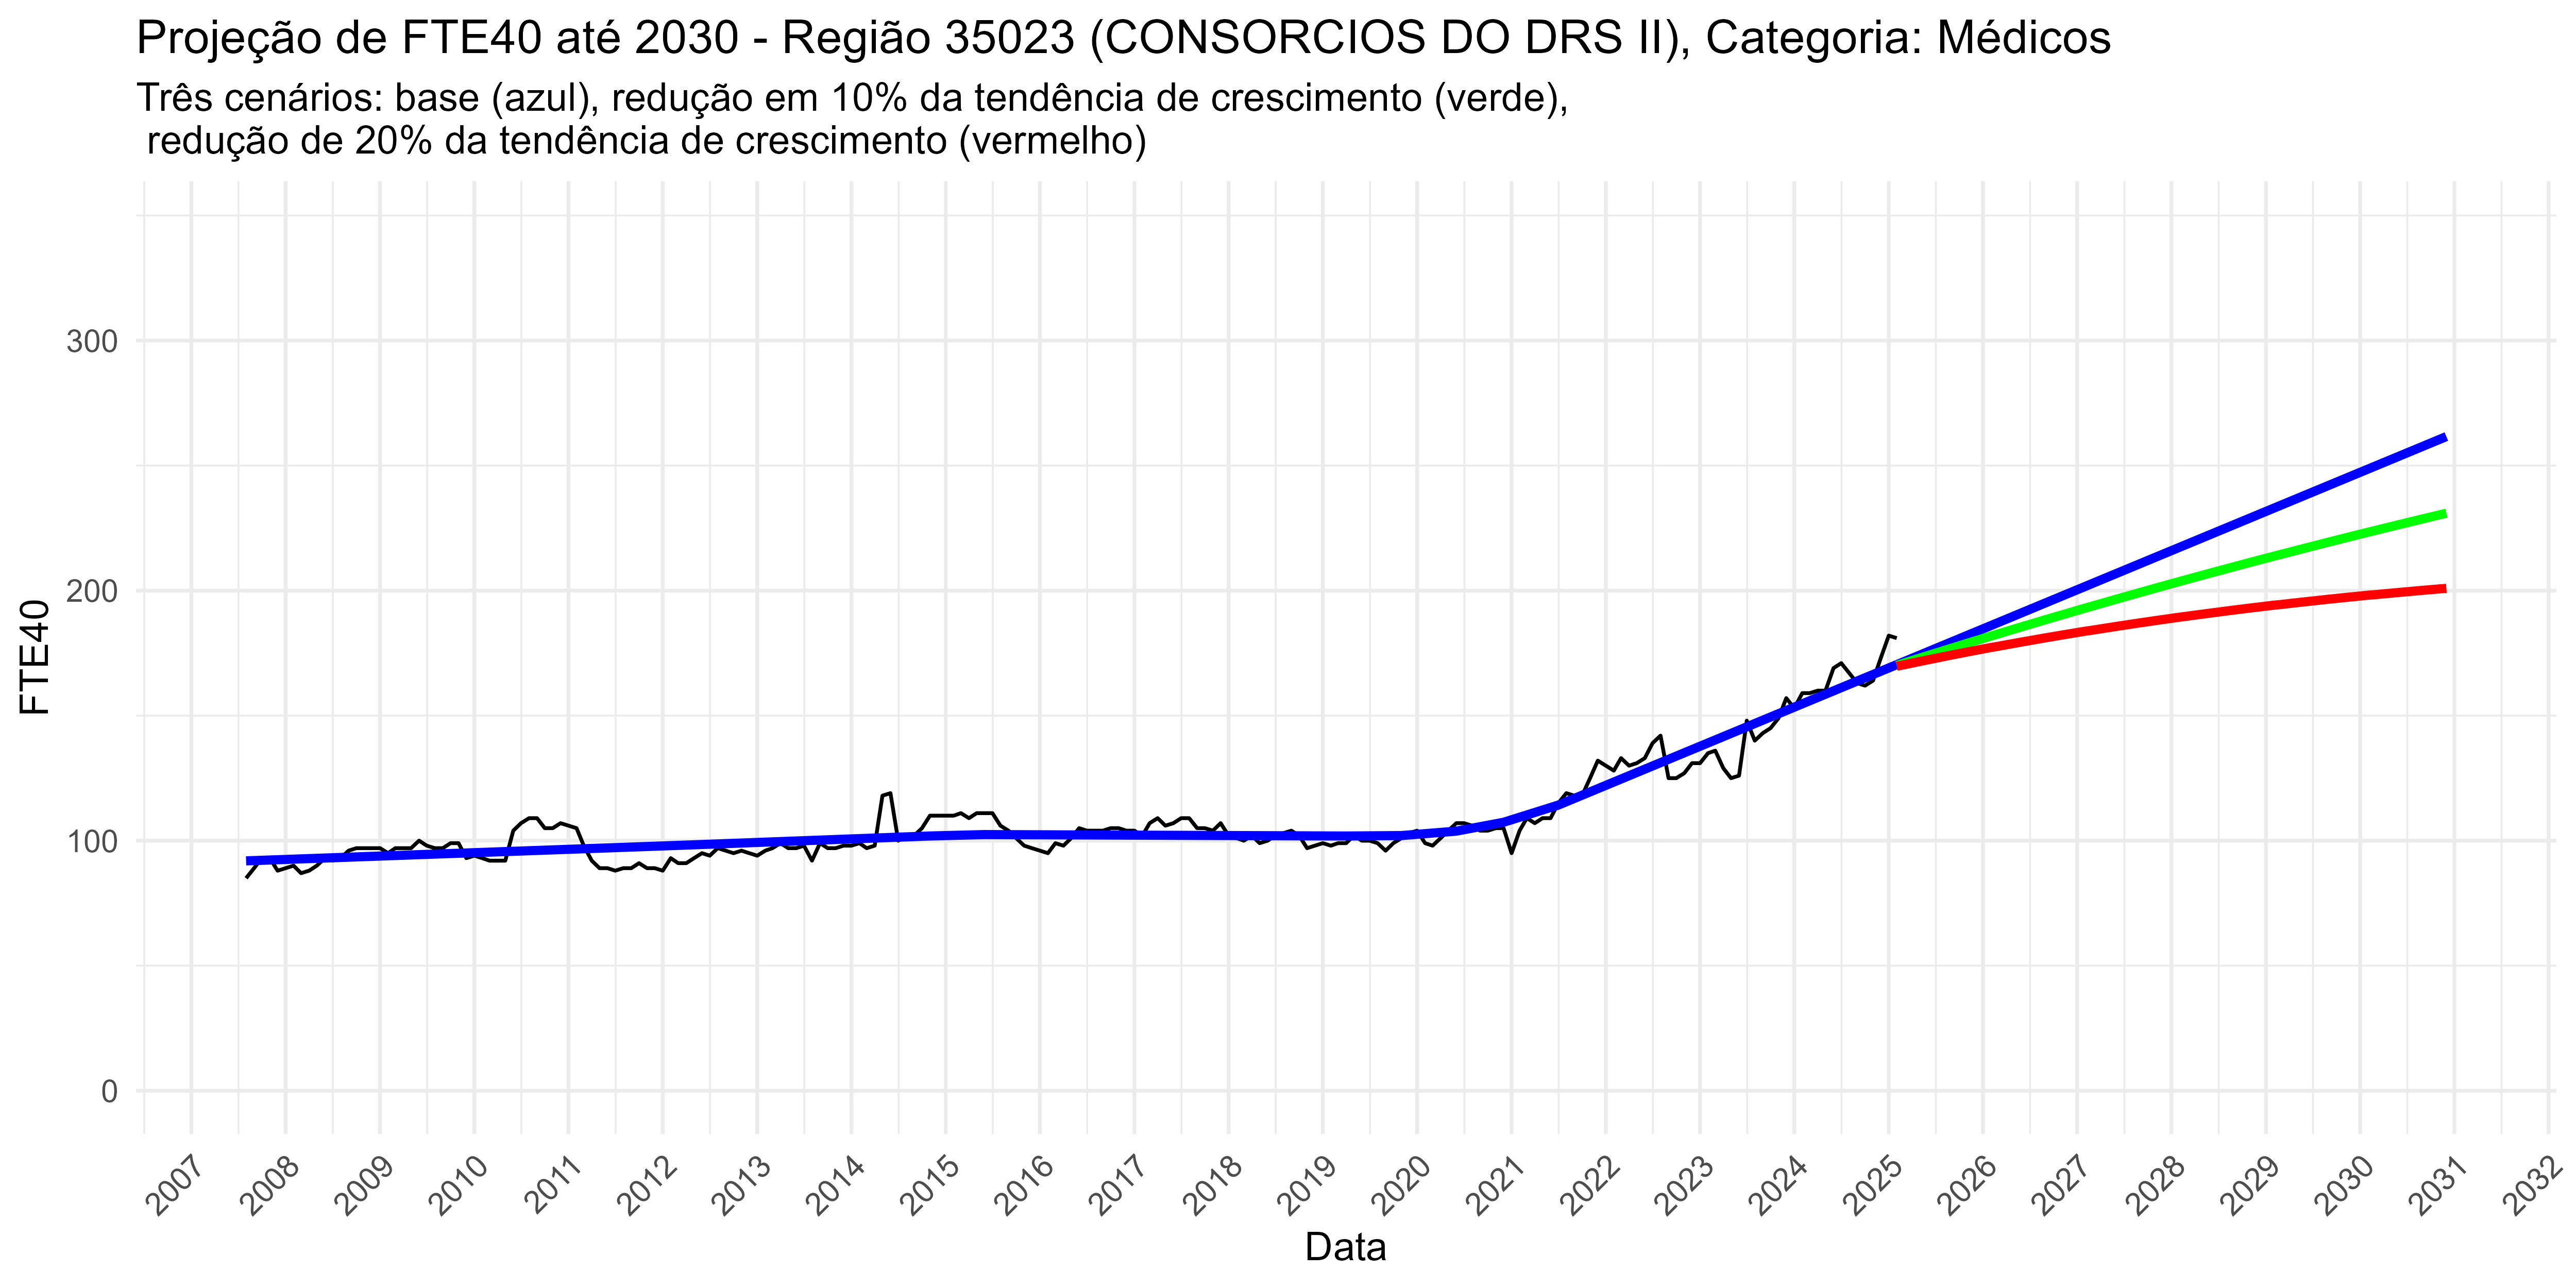 Projeção de FTE40 até 2030 - Região 35023 (CONSORCIOS DO DRS II), Categoria: Médicos
Três cenários: base (azul), redução em 10% da tendência de crescimento (verde),
redução de 20% da tendência de crescimento (vermelho)
FTE40
300
200
100
0
2007 2008 2009 2010 2011 2012 2013 2014 2015 2016 2017 2018 2019 2020 2021 2022 2023 2024 2025 2026 2027 2028 2029 2030 2031 2032
Data